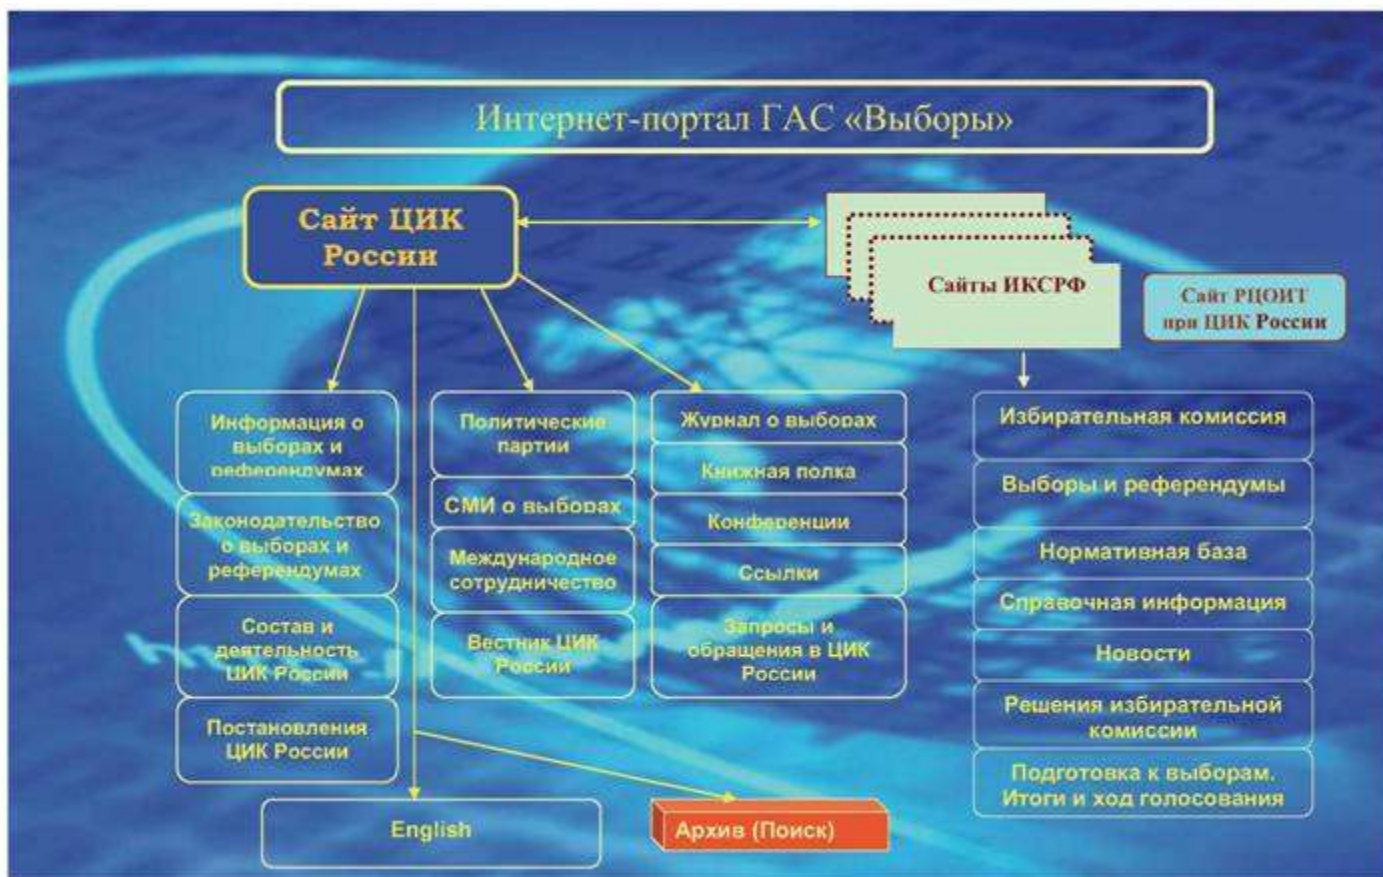 Интернет-портал ГАС «Выборы»
Сайт ЦИК
России
Сайты ИКСРФ
Сайт РЦОИТ
при ЦИК России
Информация о
выборах и
референдумах
Законодательство
о выборах и
референдумах
Состав и
деятельность
ЦИК России
Постановления
ЦИК России
Политические
партии
СМИ о выборах
Международное
сотрудничество
Вестник ЦИК
России
Журнал о выборах
Книжная полка
Конференции
Ссылки
Запросы и
обращения в ЦИК
России
Избирательная комиссия
Выборы и референдумы
Нормативная база
Справочная информация
Новости
Решения избирательной
комиссии
Подготовка к выборам.
Итоги и ход голосования
English
Архив (Поиск)